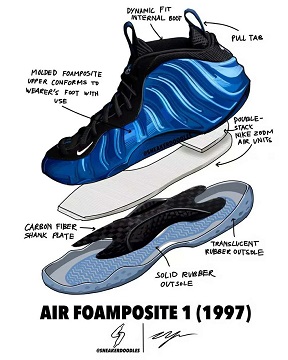 DYNAMIC FIT
INTERNAL BOOT
PULL TAB
MOLDED FOAMPOSITE
UPPER CONFORMS TO
WEARER'S FOOT WITH
USE
DOUBLE-
STACK
NIKE ZOOM
AIR UNITS
CARBON FIBER
SHANK PLATE
TRANSLUCENT
RUBBER OUTSOLE
SOLID RUBBER
OUTSOLE
AIR FOAMPOSITE 1 (1997)
@SNEAKERDOODLES